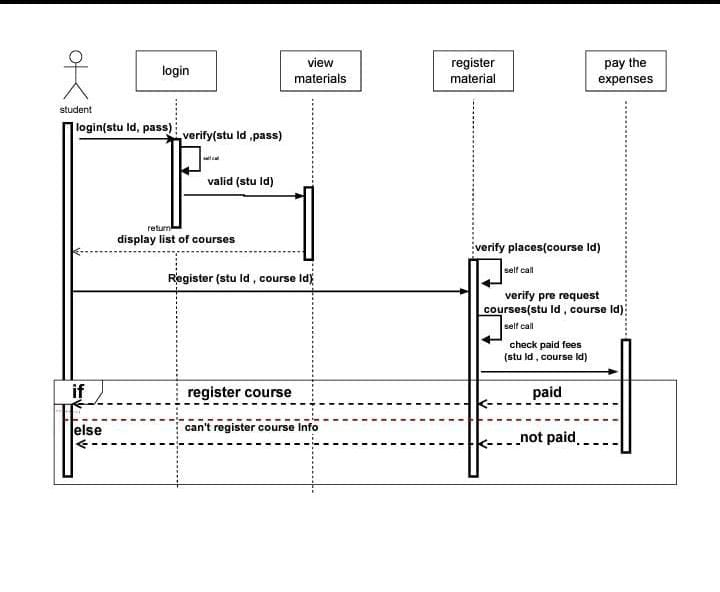 login
view
materials
register
material
pay the
expenses
student
login(stu Id, pass)
verify(stu Id ,pass)
self call
valid (stu Id)
return
display list of courses
verify places(course Id)
self call
Register (stu Id , course Id)
verify pre request
courses(stu Id , course Id)
self call
check paid fees
(stu Id , course Id)
if
register course
paid
else
can't register course Info
not paid